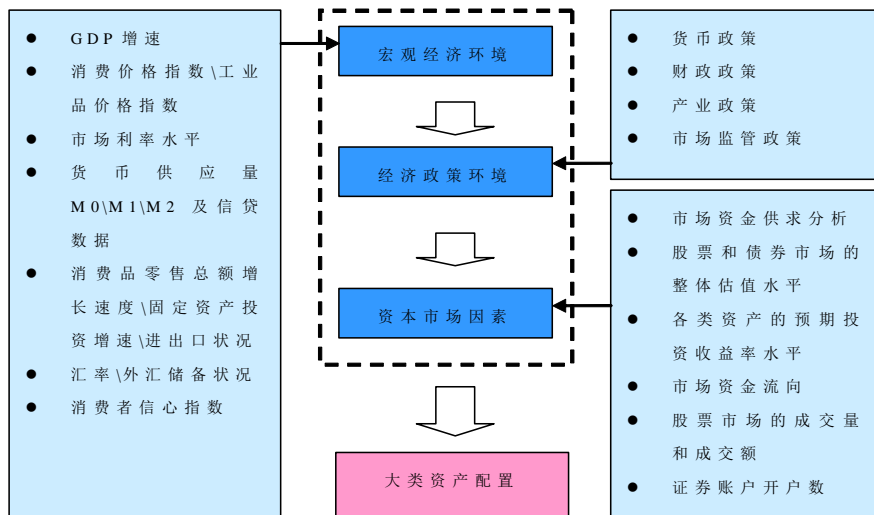 GDP 增速
消费价格指数\工业
品价格指数
市场利率水平
货币供应量
M0\M1\M2 及信贷
数据
消费品零售总额增
长速度\固定资产投
资增速\进出口状况
汇率\外汇储备状况
消费者信心指数
宏观经济环境
经济政策环境
资本市场因素
大类资产配置
货币政策
财政政策
产业政策
市场监管政策
市场资金供求分析
股票和债券市场的
整体估值水平
各类资产的预期投
资收益率水平
市场资金流向
股票市场的成交量
和成交额
证券账户开户数